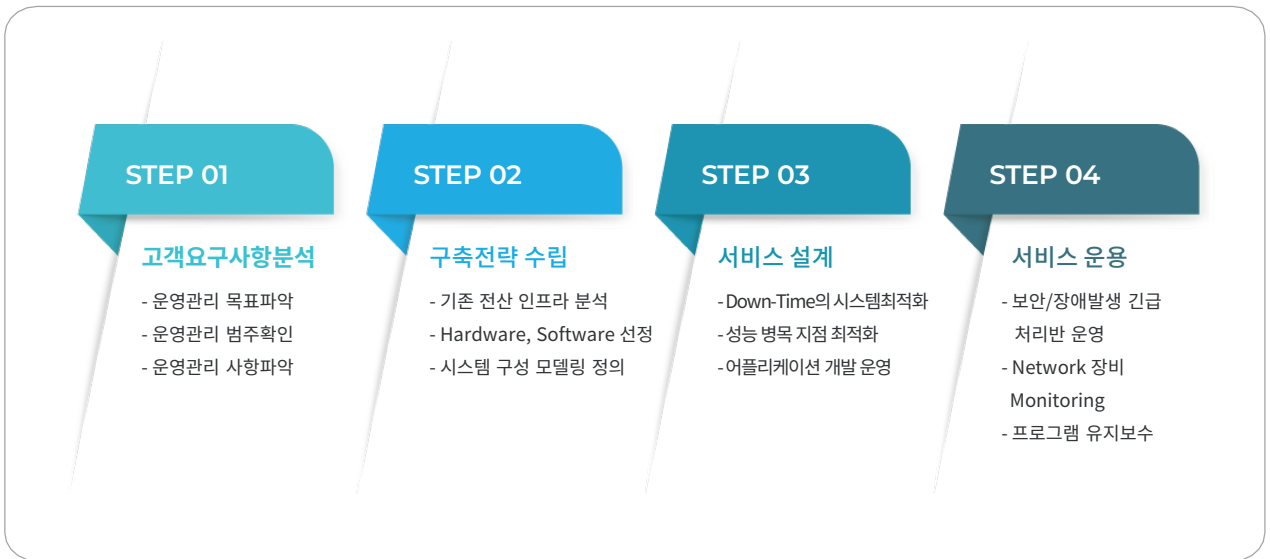 STEP 01
고객요구사항분석
- 운영관리 목표파악
- 운영관리 범주확인
- 운영관리 사항파악
STEP 02
구축전략 수립
- 기존 전산 인프라 분석
- Hardware, Software 선정
- 시스템 구성 모델링 정의
STEP 03
서비스 설계
- Down-Time의 시스템최적화
- 성능 병목 지점 최적화
- 어플리케이션 개발 운영
STEP 04
서비스 운용
- 보안/장애발생 긴급
처리반 운영
- Network 장비
Monitoring
- 프로그램 유지보수